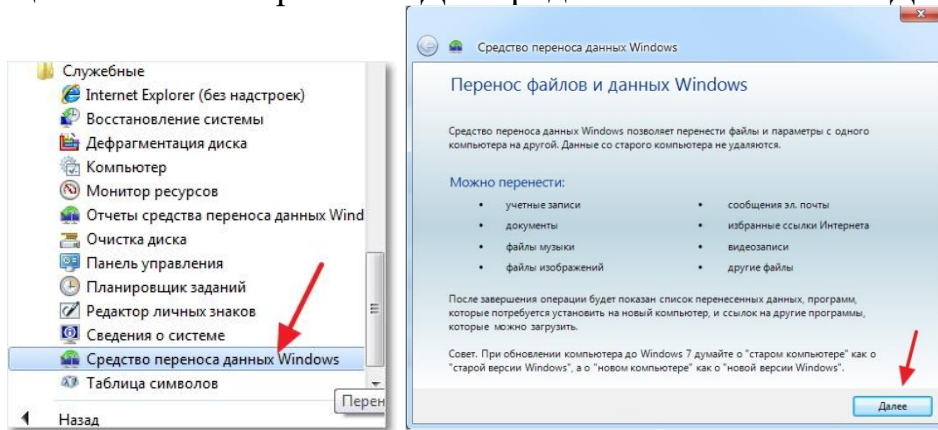 Служебные
Internet Explorer (без надстроек)
Восстановление системы
Дефрагментация диска
Компьютер
Монитор ресурсов
Отчеты средства переноса данных Wind
Очистка диска
Панель управления
Планировщик заданий
Редактор личных знаков
Сведения о системе
Средство переноса данных Windows
Таблица символов
Перен
Назад
Средство переноса данных Windows
Перенос файлов и данных Windows
Средство переноса данных Windows позволяет перенести файлы и параметры с одного
компьютера на другой. Данные со старого компьютера не удаляются.
Можно перенести:
• учетные записи
• документы
• файлы музыки
• файлы изображений
• сообщения эл. почты
• избранные ссылки Интернета
• видеозаписи
• другие файлы
После завершения операции будет показан список перенесенных данных, программ,
которые потребуется установить на новый компьютер, и ссылок на другие программы,
которые можно загрузить.
Совет. При обновлении компьютера до Windows 7 думайте о "старом компьютере" как о
"старой версии Windows", а о "новом компьютере" как о "новой версии Windows".
Далее